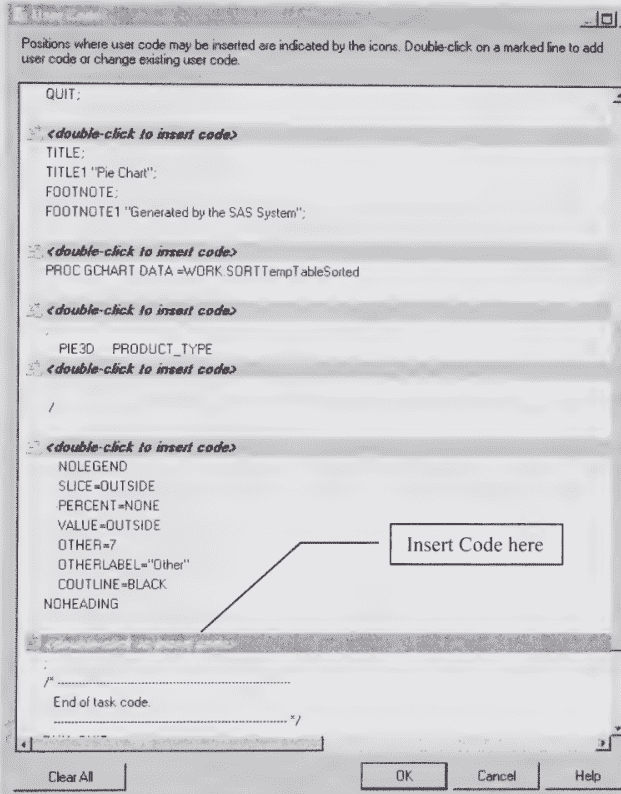 Positions where user code may be inserted are indicated by the icons. Double-click on a marked line to add
user code or change existing user code.
QUIT;
<double-click to insert code>
TITLE;
TITLE1 "Pie Chart";
FOOTNOTE;
FOOTNOTE1 "Generated by the SAS System";
<double-click to insert code>
PROC GCHART DATA =WORK.SORTTempTableSorted
<double-click to insert code>
;
PIE3D PRODUCT_TYPE
<double-click to insert code>
/
<double-click to insert code>
NOLEGEND
SLICE=OUTSIDE
PERCENT=NONE
VALUE=OUTSIDE
OTHER=7
OTHERLABEL="Other"
COUTLINE=BLACK
NOHEADING
Insert Code here
;
/* --------------------------------------------------
End of task code.
-------------------------------------------------- */
Clear All
OK
Cancel
Help